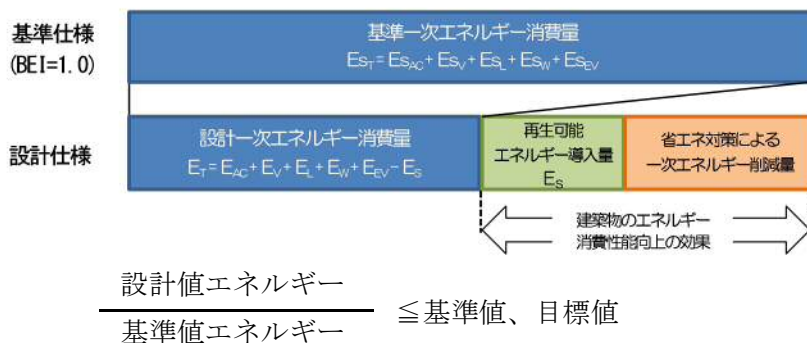 基準仕様
(BEI=1.0)
基準一次エネルギー消費量
EsT = EsAC + EsV + EsL + EsW + EsEV
設計仕様
設計一次エネルギー消費量
ET = EAC + EV + EL + EW + EEV − ES
再生可能
エネルギー導入量
ES
省エネ対策による
一次エネルギー削減量
建築物のエネルギー
消費性能向上の効果
設計値エネルギー
基準値エネルギー
≦基準値、目標値